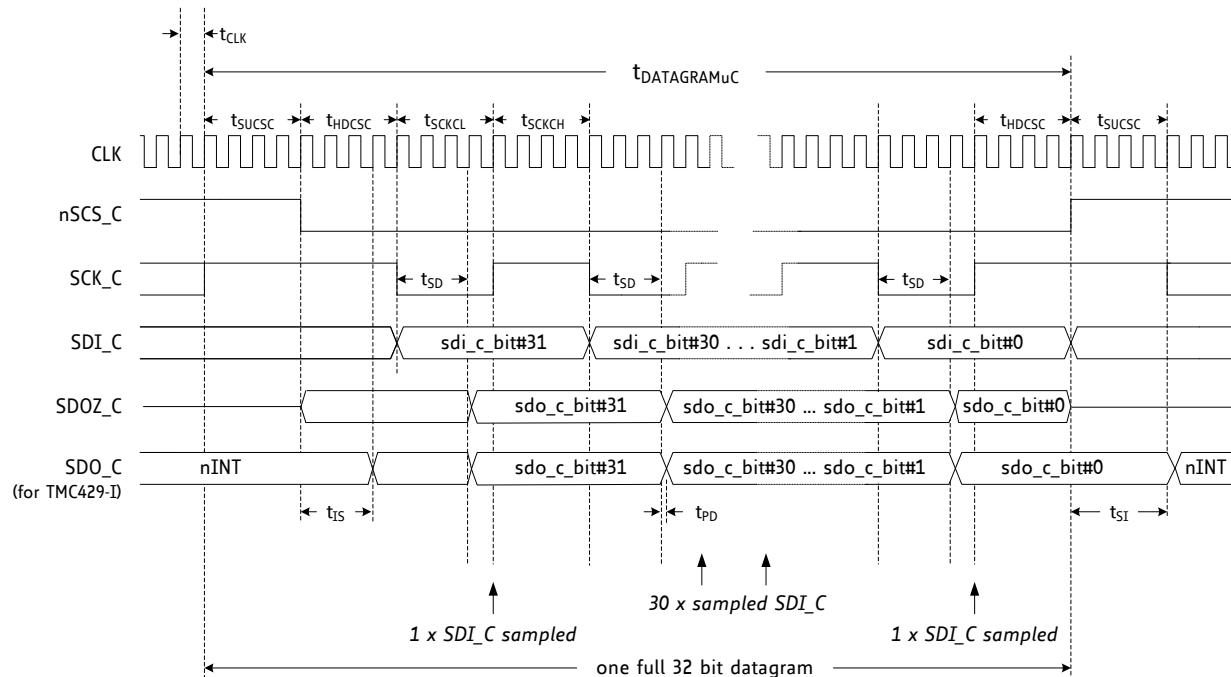 tCLK
tDATAGRAMuC
tSUCSC tHDCSC tSCKCL tSCKCH tHDCSC tSUCSC
CLK
nSCS_C
SCK_C tSD tSD tSD
SDI_C sdi_c_bit#31 sdi_c_bit#30 . . . sdi_c_bit#1 sdi_c_bit#0
SDOZ_C sdo_c_bit#31 sdo_c_bit#30 ... sdo_c_bit#1 sdo_c_bit#0
SDO_C nINT sdo_c_bit#31 sdo_c_bit#30 ... sdo_c_bit#1 sdo_c_bit#0 nINT
(for TMC429-I)
tIS tPD tSI
30 x sampled SDI_C
1 x SDI_C sampled 1 x SDI_C sampled
one full 32 bit datagram